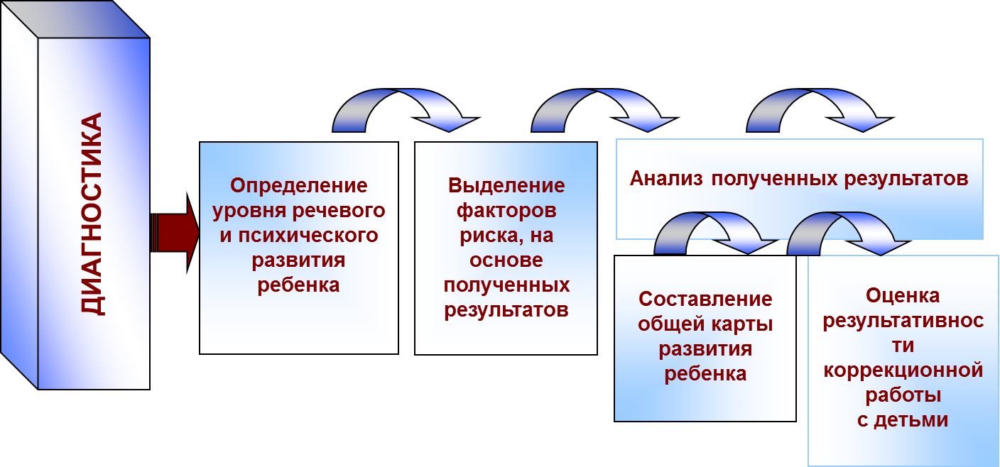 ДИАГНОСТИКА
Определение
уровня речевого
и психического
развития
ребенка
Выделение
факторов
риска, на
основе
полученных
результатов
Анализ полученных результатов
Составление
общей карты
развития
ребенка
Оценка
результативнос
ти
коррекционной
работы
с детьми